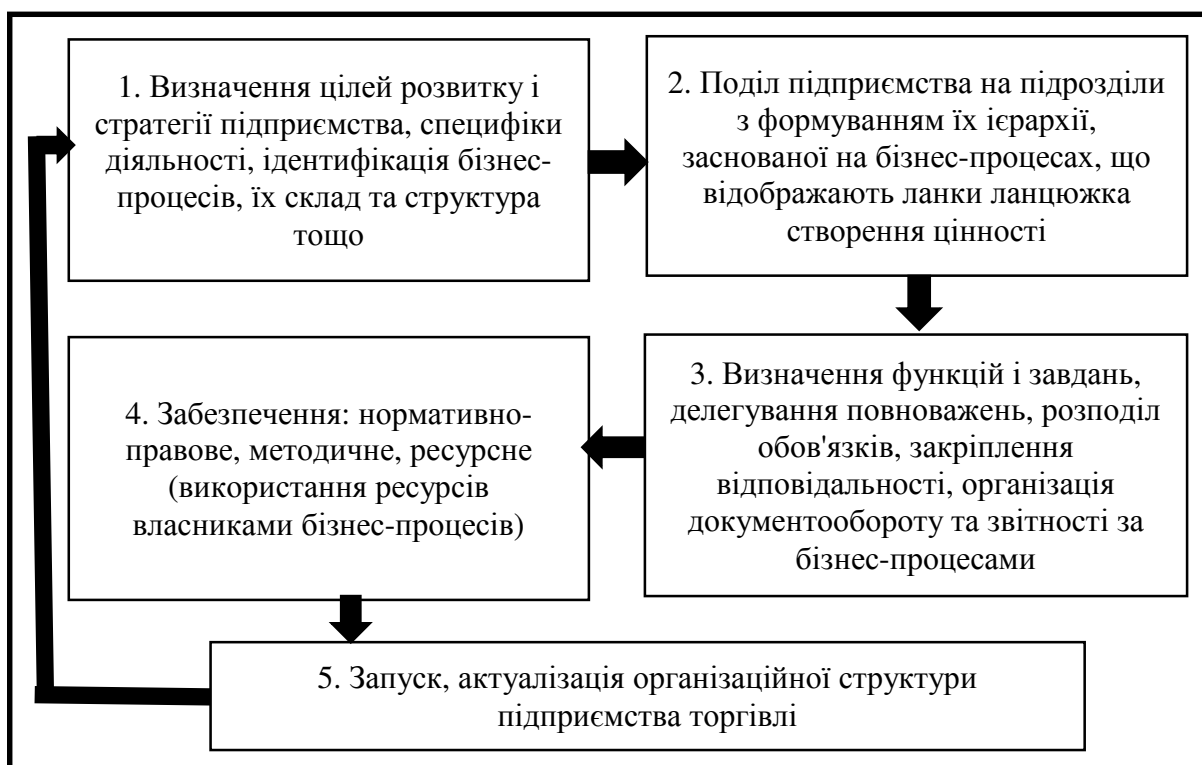 1. Визначення цілей розвитку і
стратегії підприємства, специфіки
діяльності, ідентифікація бізнес-
процесів, їх склад та структура
тощо
2. Поділ підприємства на підрозділи
з формуванням їх ієрархії,
заснованої на бізнес-процесах, що
відображають ланки ланцюжка
створення цінності
3. Визначення функцій і завдань,
делегування повноважень, розподіл
обов'язків, закріплення
відповідальності, організація
документообороту та звітності за
бізнес-процесами
4. Забезпечення: нормативно-
правове, методичне, ресурсне
(використання ресурсів
власниками бізнес-процесів)
5. Запуск, актуалізація організаційної структури
підприємства торгівлі